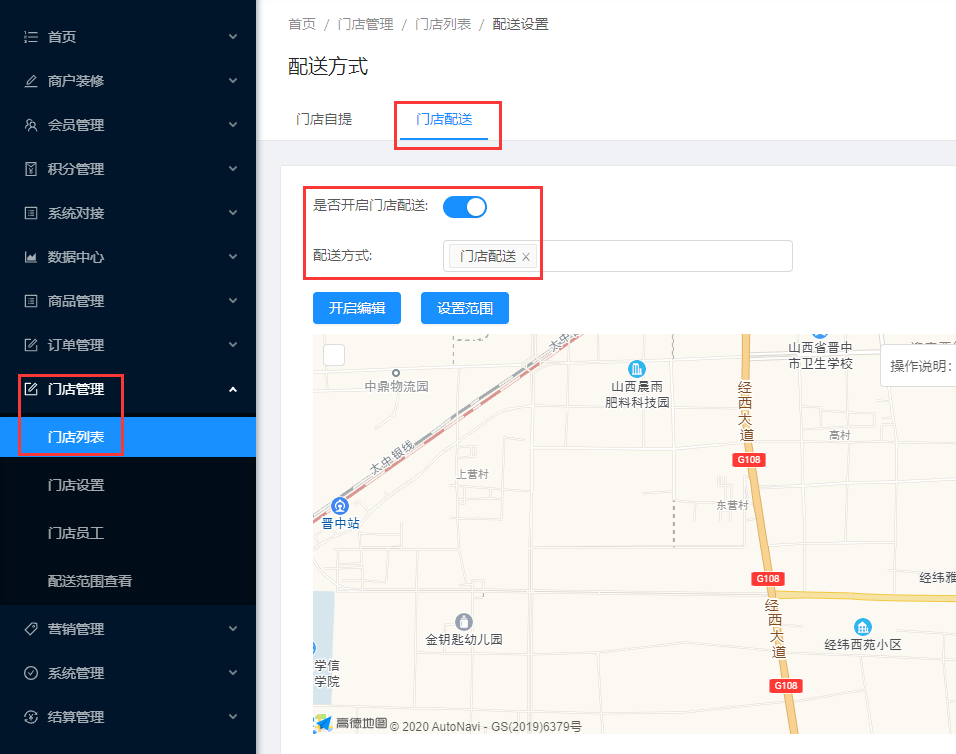 首页
商户装修
会员管理
积分管理
系统对接
数据中心
商品管理
订单管理
门店管理
门店列表
门店设置
门店员工
配送范围查看
营销管理
系统管理
结算管理
首页 / 门店管理 / 门店列表 / 配送设置
配送方式
门店自提
门店配送
是否开启门店配送:
配送方式:
门店配送 ×
开启编辑
设置范围
太中
山西省晋中
市卫生学校
操作说明:
中鼎物流园
山西晨雨
肥料科技园
经西大道
高村
G108
太中银线
上营村
东营村
晋中站
G108
经纬雅
经西大道
金钥匙幼儿园
经纬西苑小区
学信
学院
G108
高德地图 © 2020 AutoNavi - GS(2019)6379号